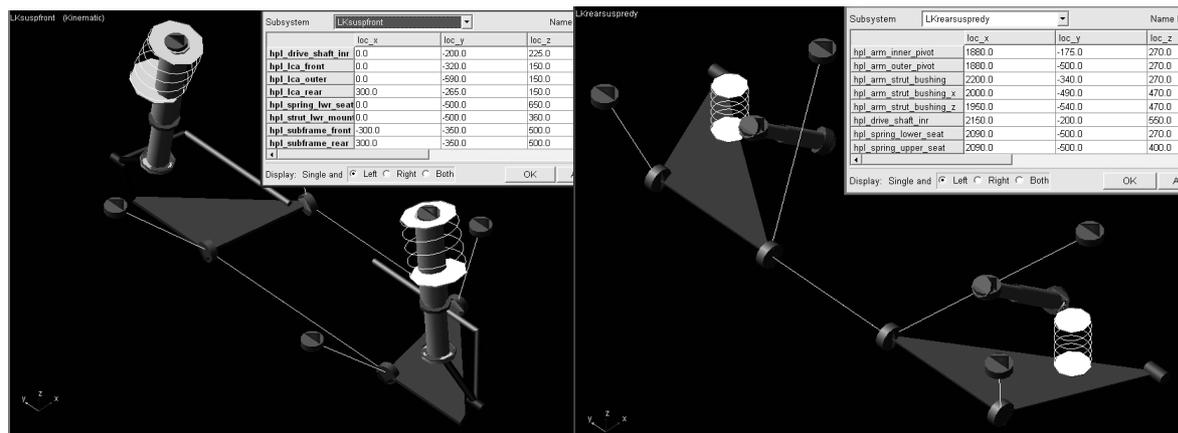 LKsuspfront (Kinematic)
Subsystem LKsuspfront Name
loc_x loc_y loc_z
hpl_drive_shaft_inr 0.0 -200.0 225.0
hpl_lca_front 0.0 -320.0 150.0
hpl_lca_outer 0.0 -590.0 150.0
hpl_lca_rear 300.0 -265.0 150.0
hpl_spring_lwr_seat 0.0 -500.0 650.0
hpl_strut_lwr_moun 0.0 -500.0 360.0
hpl_subframe_front -300.0 -350.0 500.0
hpl_subframe_rear 300.0 -350.0 500.0
Display: Single and Left Right Both OK A
y z x
LKrearsuspredy
Subsystem LKrearsuspredy Name
loc_x loc_y loc_z
hpl_arm_inner_pivot 1880.0 -175.0 270.0
hpl_arm_outer_pivot 1880.0 -500.0 270.0
hpl_arm_strut_bushing 2200.0 -340.0 270.0
hpl_arm_strut_bushing_x 2000.0 -490.0 470.0
hpl_arm_strut_bushing_z 1950.0 -540.0 470.0
hpl_drive_shaft_inr 2150.0 -200.0 550.0
hpl_spring_lower_seat 2090.0 -500.0 270.0
hpl_spring_upper_seat 2090.0 -500.0 400.0
Display: Single and Left Right Both OK A
y z x